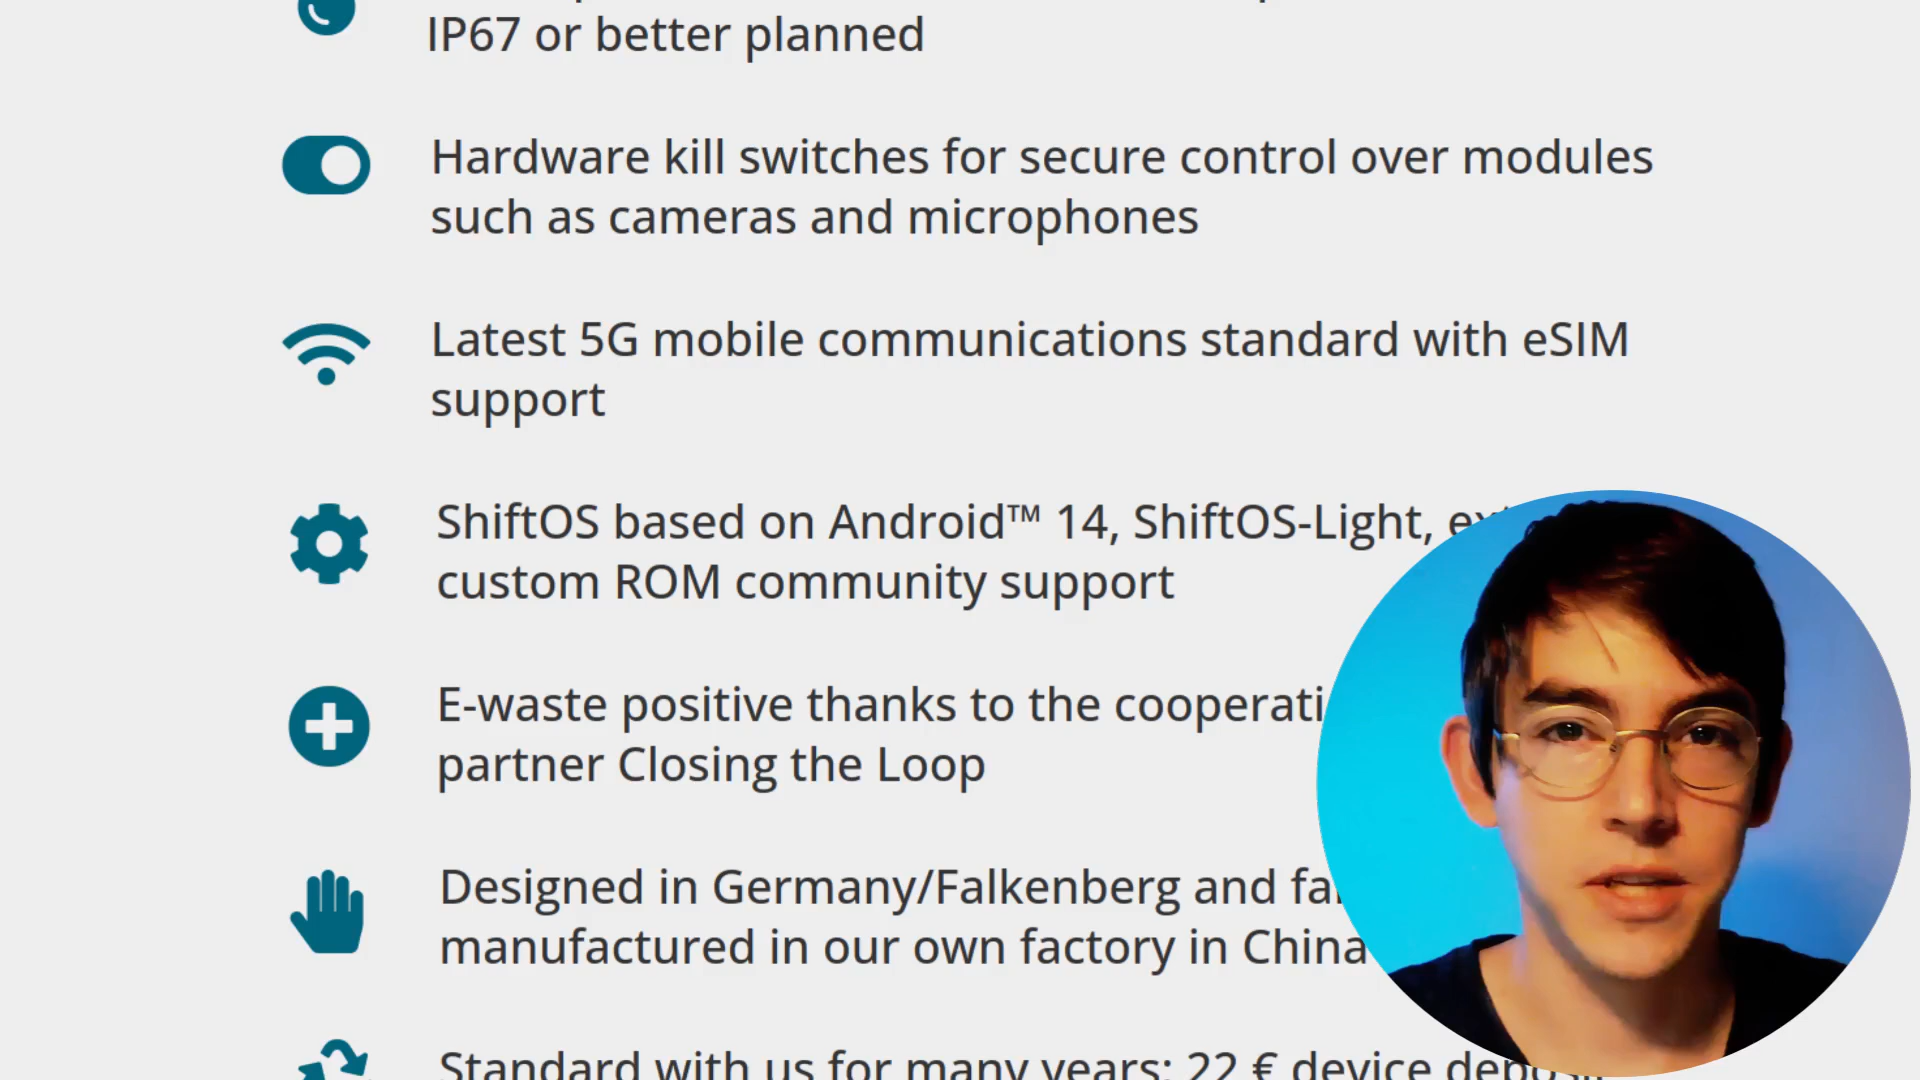 IP67 or better planned
Hardware kill switches for secure control over modules
such as cameras and microphones
Latest 5G mobile communications standard with eSIM
support
ShiftOS based on Android™ 14, ShiftOS-Light,
custom ROM community support
E-waste positive thanks to the
partner Closing the Loop
Designed in Germany/Falkenberg and
manufactured in our own factory in China
Standard with us for many years: 22 € device